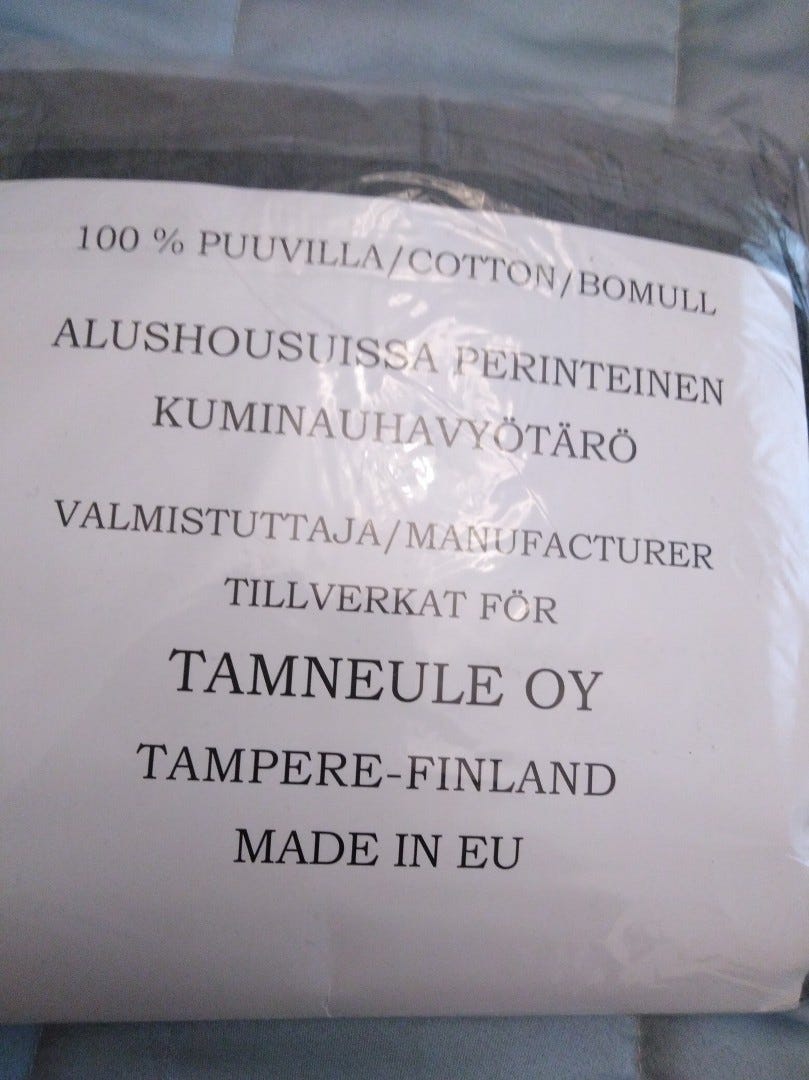 100 % PUUVILLA/COTTON/BOMULL
ALUSHOUSUISSA PERINTEINEN
KUMINAUHAVYÖTÄRÖ
VALMISTUTTAJA/MANUFACTURER
TILLVERKAT FÖR
TAMNEULE OY
TAMPERE-FINLAND
MADE IN EU